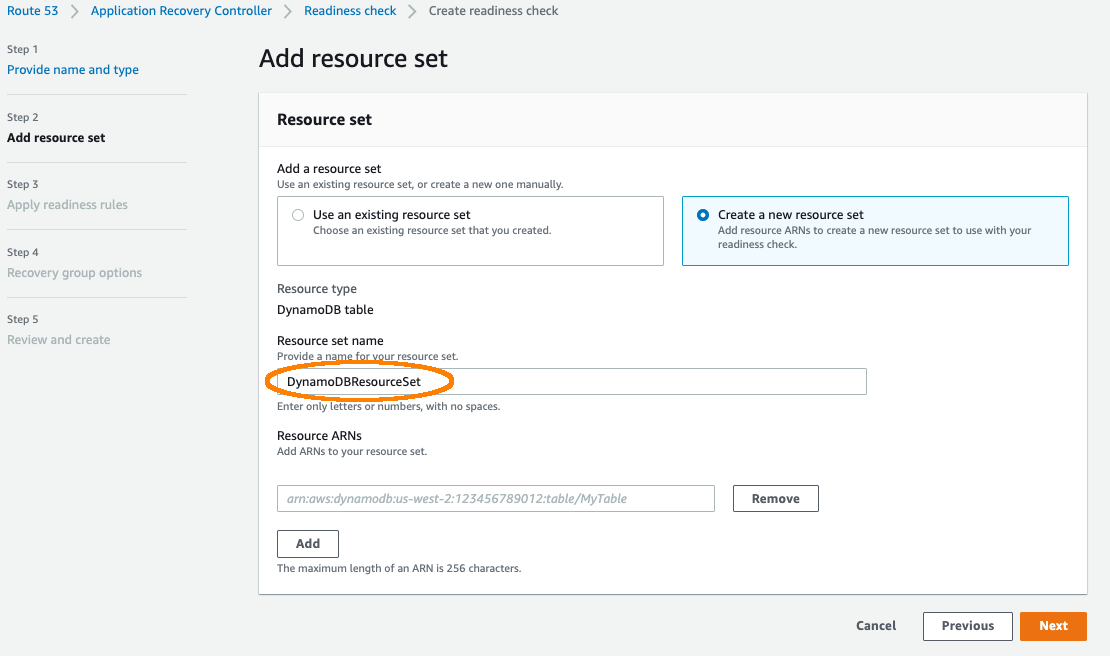 Route 53 > Application Recovery Controller > Readiness check > Create readiness check
Step 1
Provide name and type
Step 2
Add resource set
Step 3
Apply readiness rules
Step 4
Recovery group options
Step 5
Review and create
Add resource set
Resource set
Add a resource set
Use an existing resource set, or create a new one manually.
Use an existing resource set
Choose an existing resource set that you created.
Create a new resource set
Add resource ARNs to create a new resource set to use with your
readiness check.
Resource type
DynamoDB table
Resource set name
Provide a name for your resource set.
DynamoDBResourceSet
Enter only letters or numbers, with no spaces.
Resource ARNs
Add ARNs to your resource set.
arn:aws:dynamodb:us-west-2:123456789012:table/MyTable
Remove
Add
The maximum length of an ARN is 256 characters.
Cancel
Previous
Next